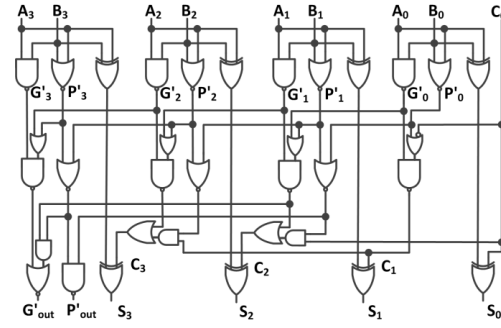 A3 B3 A2 B2 A1 B1 A0 B0 C
G'3 P'3 G'2 P'2 G'1 P'1 G'0 P'0
C3 C2 C1
G'out P'out S3 S2 S1 S0